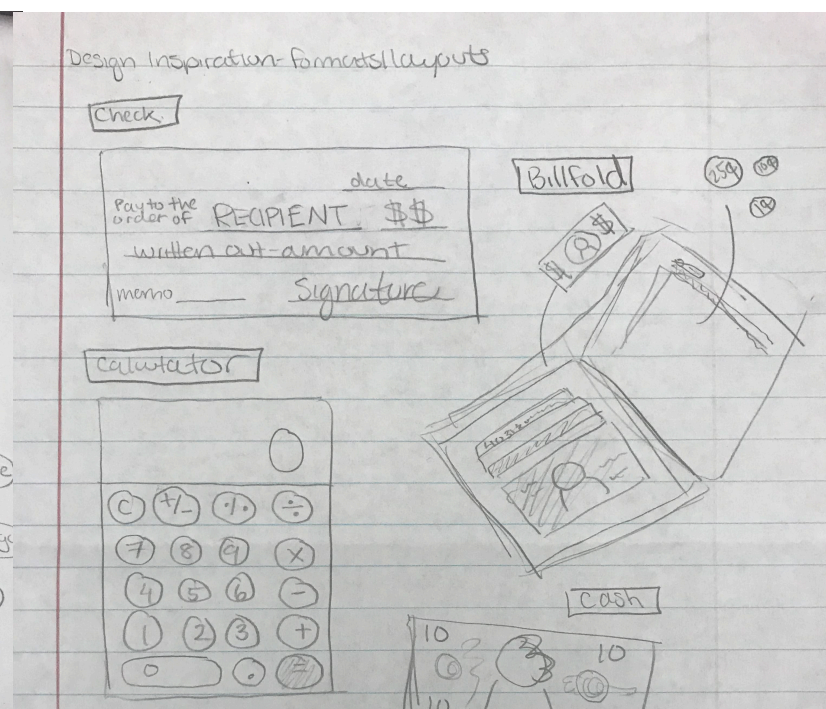 Design Inspiration-formats/layouts
Check
date
Pay to the
order of RECIPIENT $$
written out amount
memo Signature
Billfold
25¢ 10¢
1¢
$ $
Calculator
0
C +/- % ÷
7 8 9 X
4 5 6 -
1 2 3 +
0 . =
Cash
10 10
10